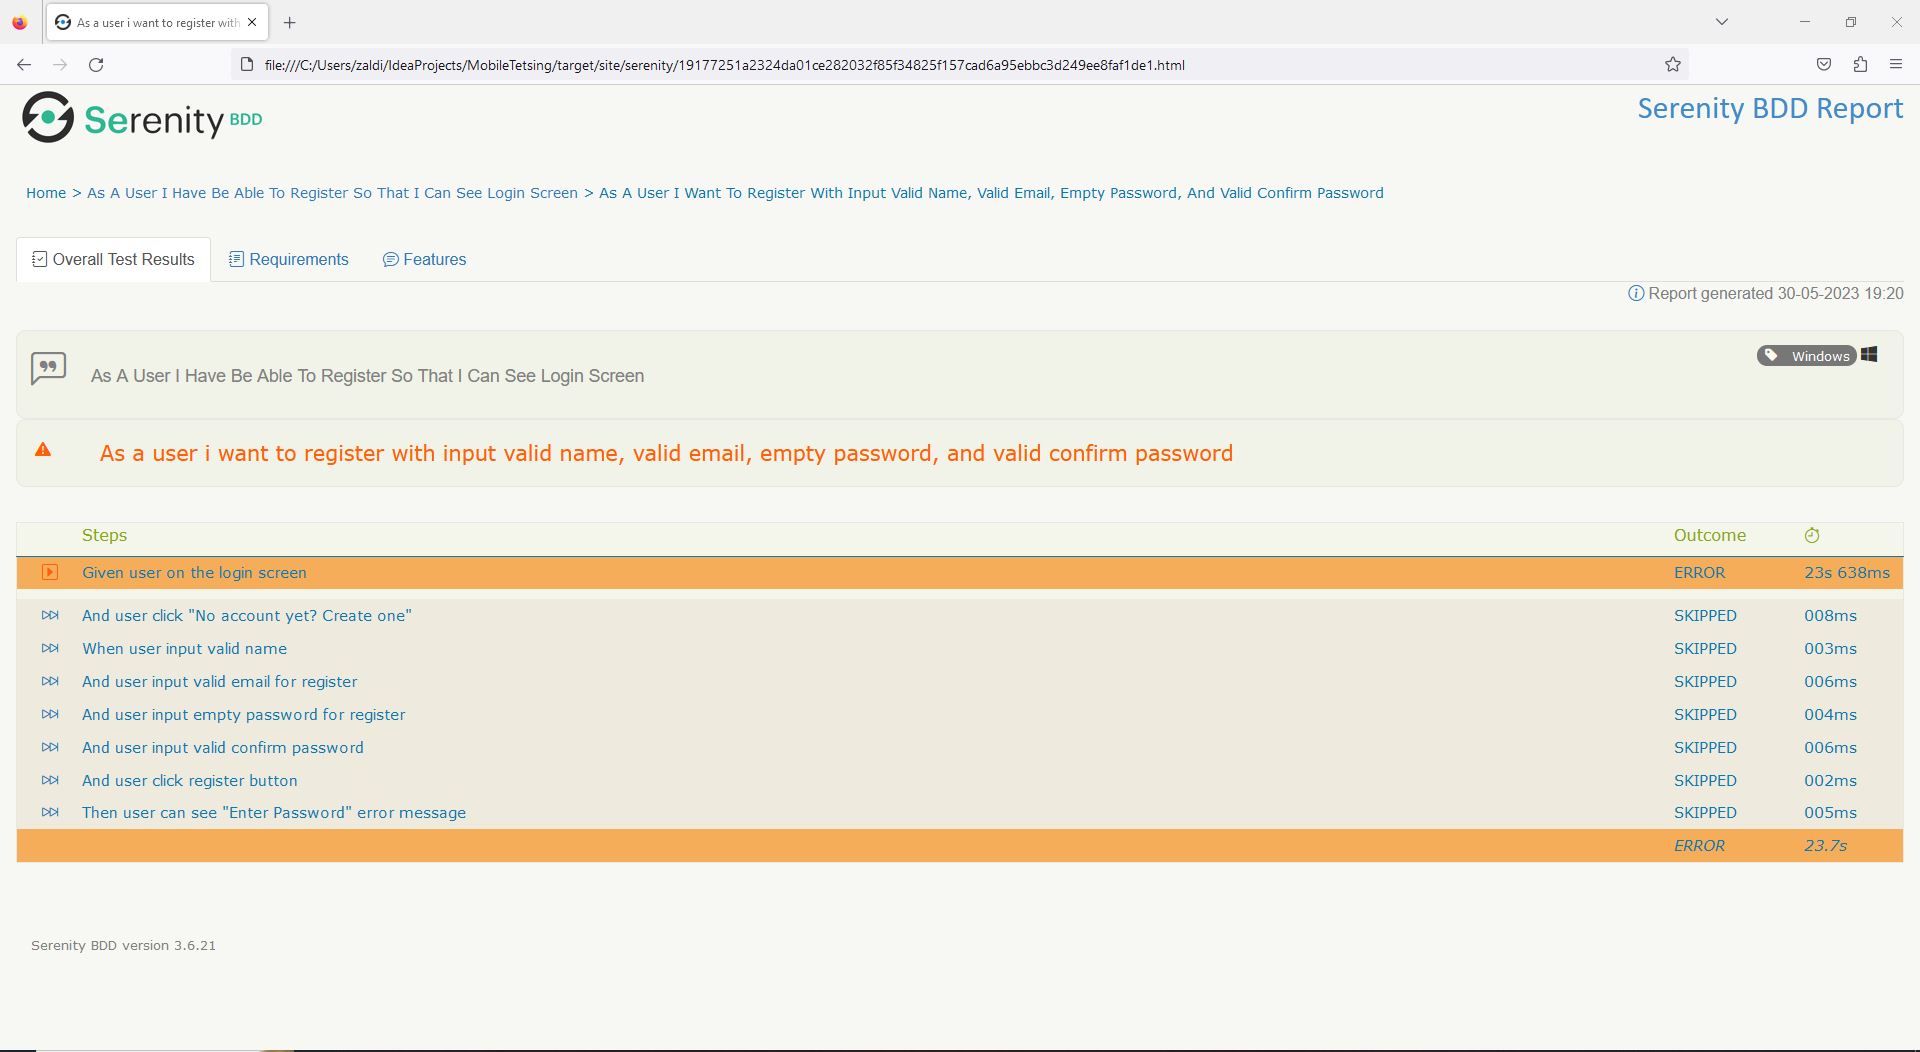 As a user i want to register with
file:///C:/Users/zaldi/IdeaProjects/MobileTetsing/target/site/serenity/19177251a2324da01ce282032f85f34825f157cad6a95ebbc3d249ee8faf1de1.html
Serenity BDD
Serenity BDD Report
Home > As A User I Have Be Able To Register So That I Can See Login Screen > As A User I Want To Register With Input Valid Name, Valid Email, Empty Password, And Valid Confirm Password
Overall Test Results Requirements Features
Report generated 30-05-2023 19:20
As A User I Have Be Able To Register So That I Can See Login Screen
Windows
As a user i want to register with input valid name, valid email, empty password, and valid confirm password
Steps Outcome
Given user on the login screen ERROR 23s 638ms
And user click "No account yet? Create one" SKIPPED 008ms
When user input valid name SKIPPED 003ms
And user input valid email for register SKIPPED 006ms
And user input empty password for register SKIPPED 004ms
And user input valid confirm password SKIPPED 006ms
And user click register button SKIPPED 002ms
Then user can see "Enter Password" error message SKIPPED 005ms
ERROR 23.7s
Serenity BDD version 3.6.21